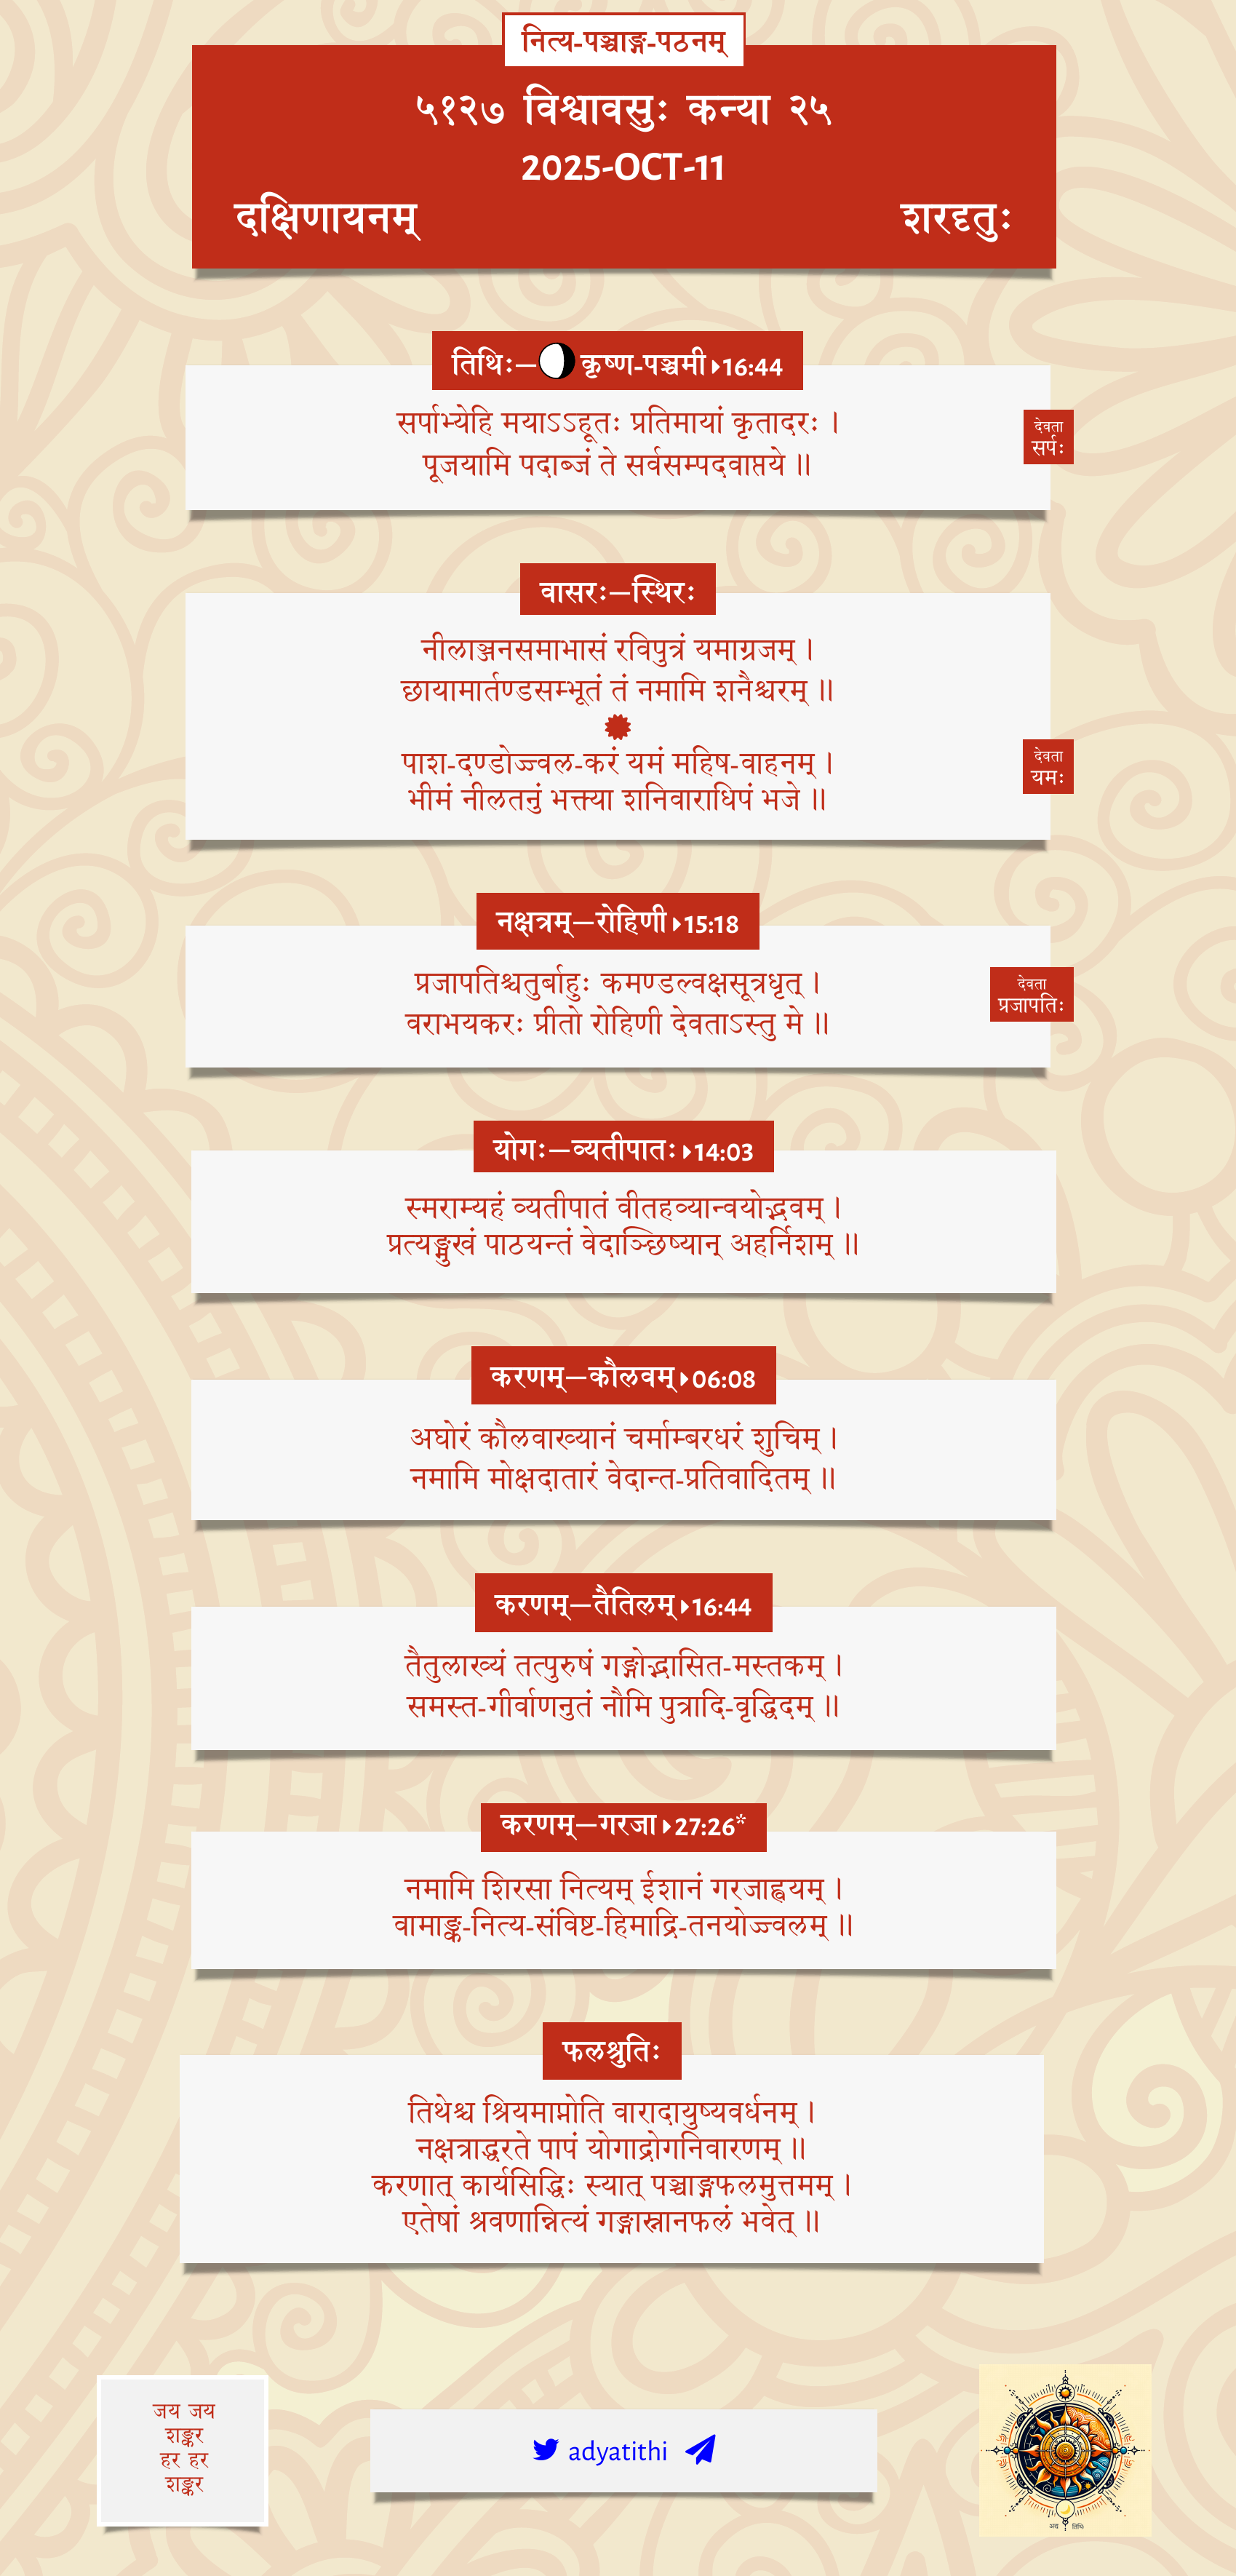 नित्य-पञ्चाङ्ग-पठनम्
५१२७ विश्वावसुः कन्या २५
2025-OCT-11
दक्षिणायनम् शरदृतुः
तिथिः—कृष्ण-पञ्चमी 16:44
सर्पाभ्येहि मयाऽऽहूतः प्रतिमायां कृतादरः ।
पूजयामि पदाब्जं ते सर्वसम्पदवाप्तये ॥
देवता
सर्पः
वासरः—स्थिरः
नीलाञ्जनसमाभासं रविपुत्रं यमाग्रजम् ।
छायामार्तण्डसम्भूतं तं नमामि शनैश्चरम् ॥
पाश-दण्डोज्ज्वल-करं यमं महिष-वाहनम् ।
भीमं नीलतनुं भक्त्या शनिवाराधिपं भजे ॥
देवता
यमः
नक्षत्रम्—रोहिणी 15:18
प्रजापतिश्चतुर्बाहुः कमण्डल्वक्षसूत्रधृत् ।
वराभयकरः प्रीतो रोहिणी देवताऽस्तु मे ॥
देवता
प्रजापतिः
योगः—व्यतीपातः 14:03
स्मराम्यहं व्यतीपातं वीतहव्यान्वयोद्भवम् ।
प्रत्यङ्मुखं पाठयन्तं वेदाञ्छिष्यान् अहर्निशम् ॥
करणम्—कौलवम् 06:08
अघोरं कौलवाख्यानं चर्माम्बरधरं शुचिम् ।
नमामि मोक्षदातारं वेदान्त-प्रतिवादितम् ॥
करणम्—तैतिलम् 16:44
तैतुलाख्यं तत्पुरुषं गङ्गोद्भासित-मस्तकम् ।
समस्त-गीर्वाणनुतं नौमि पुत्रादि-वृद्धिदम् ॥
करणम्—गरजा 27:26*
नमामि शिरसा नित्यम् ईशानं गरजाह्वयम् ।
वामाङ्क-नित्य-संविष्ट-हिमाद्रि-तनयोज्ज्वलम् ॥
फलश्रुतिः
तिथेश्च श्रियमाप्नोति वारादायुष्यवर्धनम् ।
नक्षत्राद्धरते पापं योगाद्रोगनिवारणम् ॥
करणात् कार्यसिद्धिः स्यात् पञ्चाङ्गफलमुत्तमम् ।
एतेषां श्रवणान्नित्यं गङ्गास्नानफलं भवेत् ॥
जय जय
शङ्कर
हर हर
शङ्कर
adyatithi
अद्य तिथिः